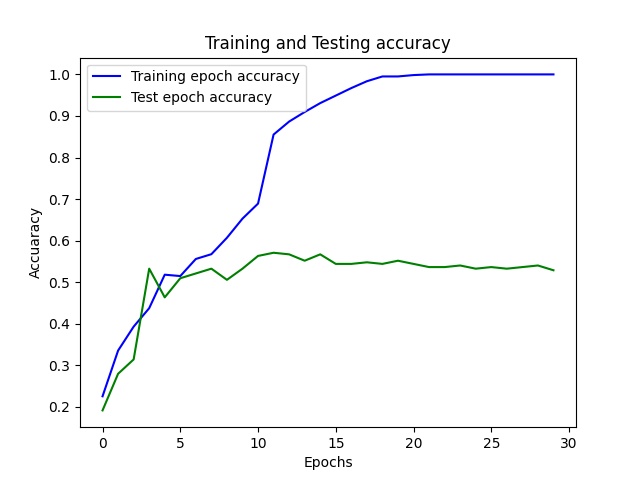 Training and Testing accuracy
Training epoch accuracy
Test epoch accuracy
1.0
0.9
0.8
0.7
0.6
0.5
0.4
0.3
0.2
Accuaracy
0 5 10 15 20 25 30
Epochs